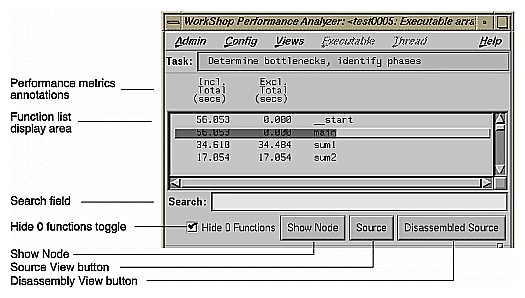 WorkShop Performance Analyzer: <test0005: Executable arra
Admin Config Views Executable Thread Help
Task: Determine bottlenecks, identify phases
Performance metrics
annotations
Incl. Excl.
Total Total
(secs) (secs)
Function list
display area
56.053 0.000 __start
56.053 0.000 main
34.610 34.484 sum1
17.054 17.054 sum2
Search field
Search:
Hide 0 functions toggle
Hide 0 Functions Show Node Source Disassembled Source
Show Node
Source View button
Disassembly View button